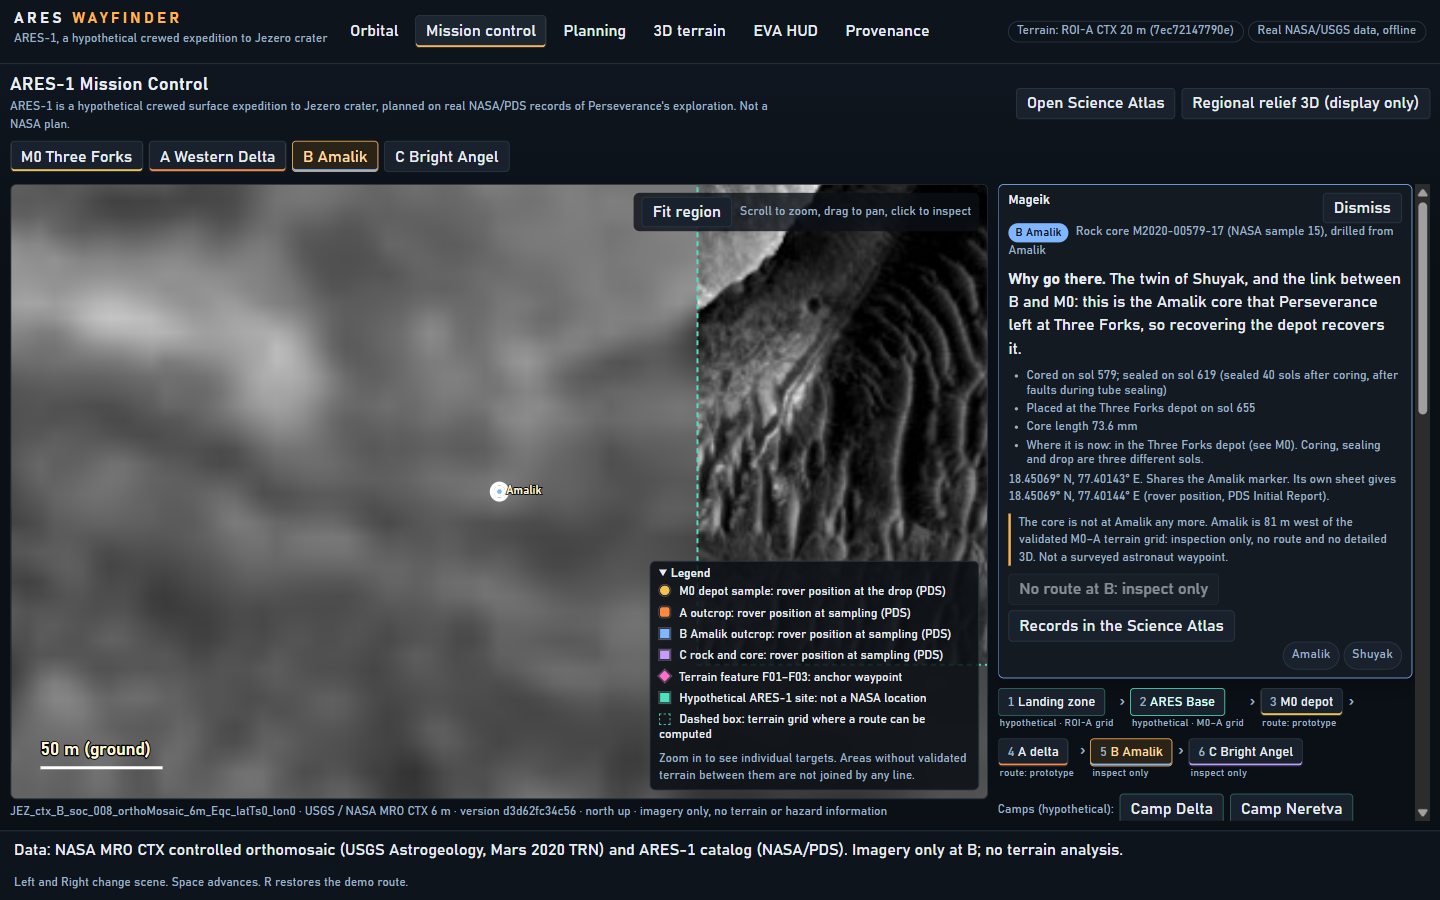 ARES WAYFINDER
ARES-1, a hypothetical crewed expedition to Jezero crater
Orbital
Mission control
Planning
3D terrain
EVA HUD
Provenance
Terrain: ROI-A CTX 20 m (7ec72147790e)
Real NASA/USGS data, offline
ARES-1 Mission Control
ARES-1 is a hypothetical crewed surface expedition to Jezero crater, planned on real NASA/PDS records of Perseverance's exploration. Not a
NASA plan.
Open Science Atlas
Regional relief 3D (display only)
M0 Three Forks
A Western Delta
B Amalik
C Bright Angel
Fit region
Scroll to zoom, drag to pan, click to inspect
Amalik
50 m (ground)
▼ Legend
M0 depot sample: rover position at the drop (PDS)
A outcrop: rover position at sampling (PDS)
B Amalik outcrop: rover position at sampling (PDS)
C rock and core: rover position at sampling (PDS)
Terrain feature F01–F03: anchor waypoint
Hypothetical ARES-1 site: not a NASA location
Dashed box: terrain grid where a route can be
computed
Zoom in to see individual targets. Areas without validated
terrain between them are not joined by any line.
JEZ_ctx_B_soc_008_orthoMosaic_6m_Eqc_latTs0_lon0 · USGS / NASA MRO CTX 6 m · version d3d62fc34c56 · north up · imagery only, no terrain or hazard information
Mageik
Dismiss
B Amalik
Rock core M2020-00579-17 (NASA sample 15), drilled from
Amalik
Why go there. The twin of Shuyak, and the link between
B and M0: this is the Amalik core that Perseverance
left at Three Forks, so recovering the depot recovers
it.
• Cored on sol 579; sealed on sol 619 (sealed 40 sols after coring, after
faults during tube sealing)
• Placed at the Three Forks depot on sol 655
• Core length 73.6 mm
• Where it is now: in the Three Forks depot (see M0). Coring, sealing
and drop are three different sols.
18.45069° N, 77.40143° E. Shares the Amalik marker. Its own sheet gives
18.45069° N, 77.40144° E (rover position, PDS Initial Report).
The core is not at Amalik any more. Amalik is 81 m west of the
validated M0–A terrain grid: inspection only, no route and no detailed
3D. Not a surveyed astronaut waypoint.
No route at B: inspect only
Records in the Science Atlas
Amalik
Shuyak
1 Landing zone
›
2 ARES Base
›
3 M0 depot
›
hypothetical · ROI-A grid
hypothetical · M0–A grid
route: prototype
4 A delta
›
5 B Amalik
›
6 C Bright Angel
route: prototype
inspect only
inspect only
Camps (hypothetical):
Camp Delta
Camp Neretva
Data: NASA MRO CTX controlled orthomosaic (USGS Astrogeology, Mars 2020 TRN) and ARES-1 catalog (NASA/PDS). Imagery only at B; no terrain analysis.
Left and Right change scene. Space advances. R restores the demo route.